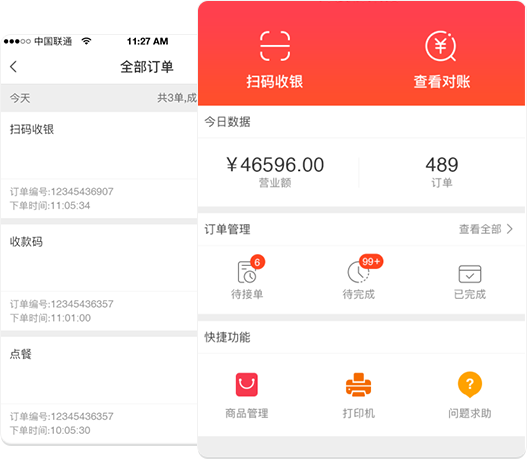 中国联通
11:27 AM
全部订单
今天
共3单,成
扫码收银
订单编号:12345436907
下单时间:11:05:34
收款码
订单编号:12345436357
下单时间:11:01:00
点餐
订单编号:12345436357
下单时间:10:05:30
扫码收银
查看对账
今日数据
¥46596.00
489
营业额
订单
订单管理
查看全部
6
99+
待接单
待完成
已完成
快捷功能
?
商品管理
打印机
问题求助